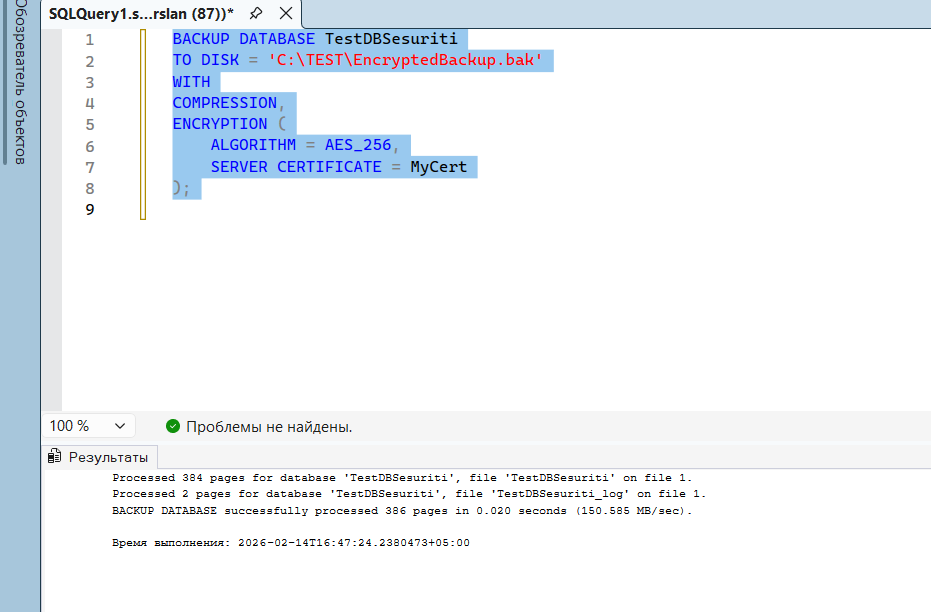 Обозреватель объектов
SQLQuery1.s...rslan (87))*
1 BACKUP DATABASE TestDBSesuriti
2 TO DISK = 'C:\TEST\EncryptedBackup.bak'
3 WITH
4 COMPRESSION,
5 ENCRYPTION (
6 ALGORITHM = AES_256,
7 SERVER CERTIFICATE = MyCert
8 );
9
100 %
Проблемы не найдены.
Результаты
Processed 384 pages for database 'TestDBSesuriti', file 'TestDBSesuriti' on file 1.
Processed 2 pages for database 'TestDBSesuriti', file 'TestDBSesuriti_log' on file 1.
BACKUP DATABASE successfully processed 386 pages in 0.020 seconds (150.585 MB/sec).
Время выполнения: 2026-02-14T16:47:24.2380473+05:00